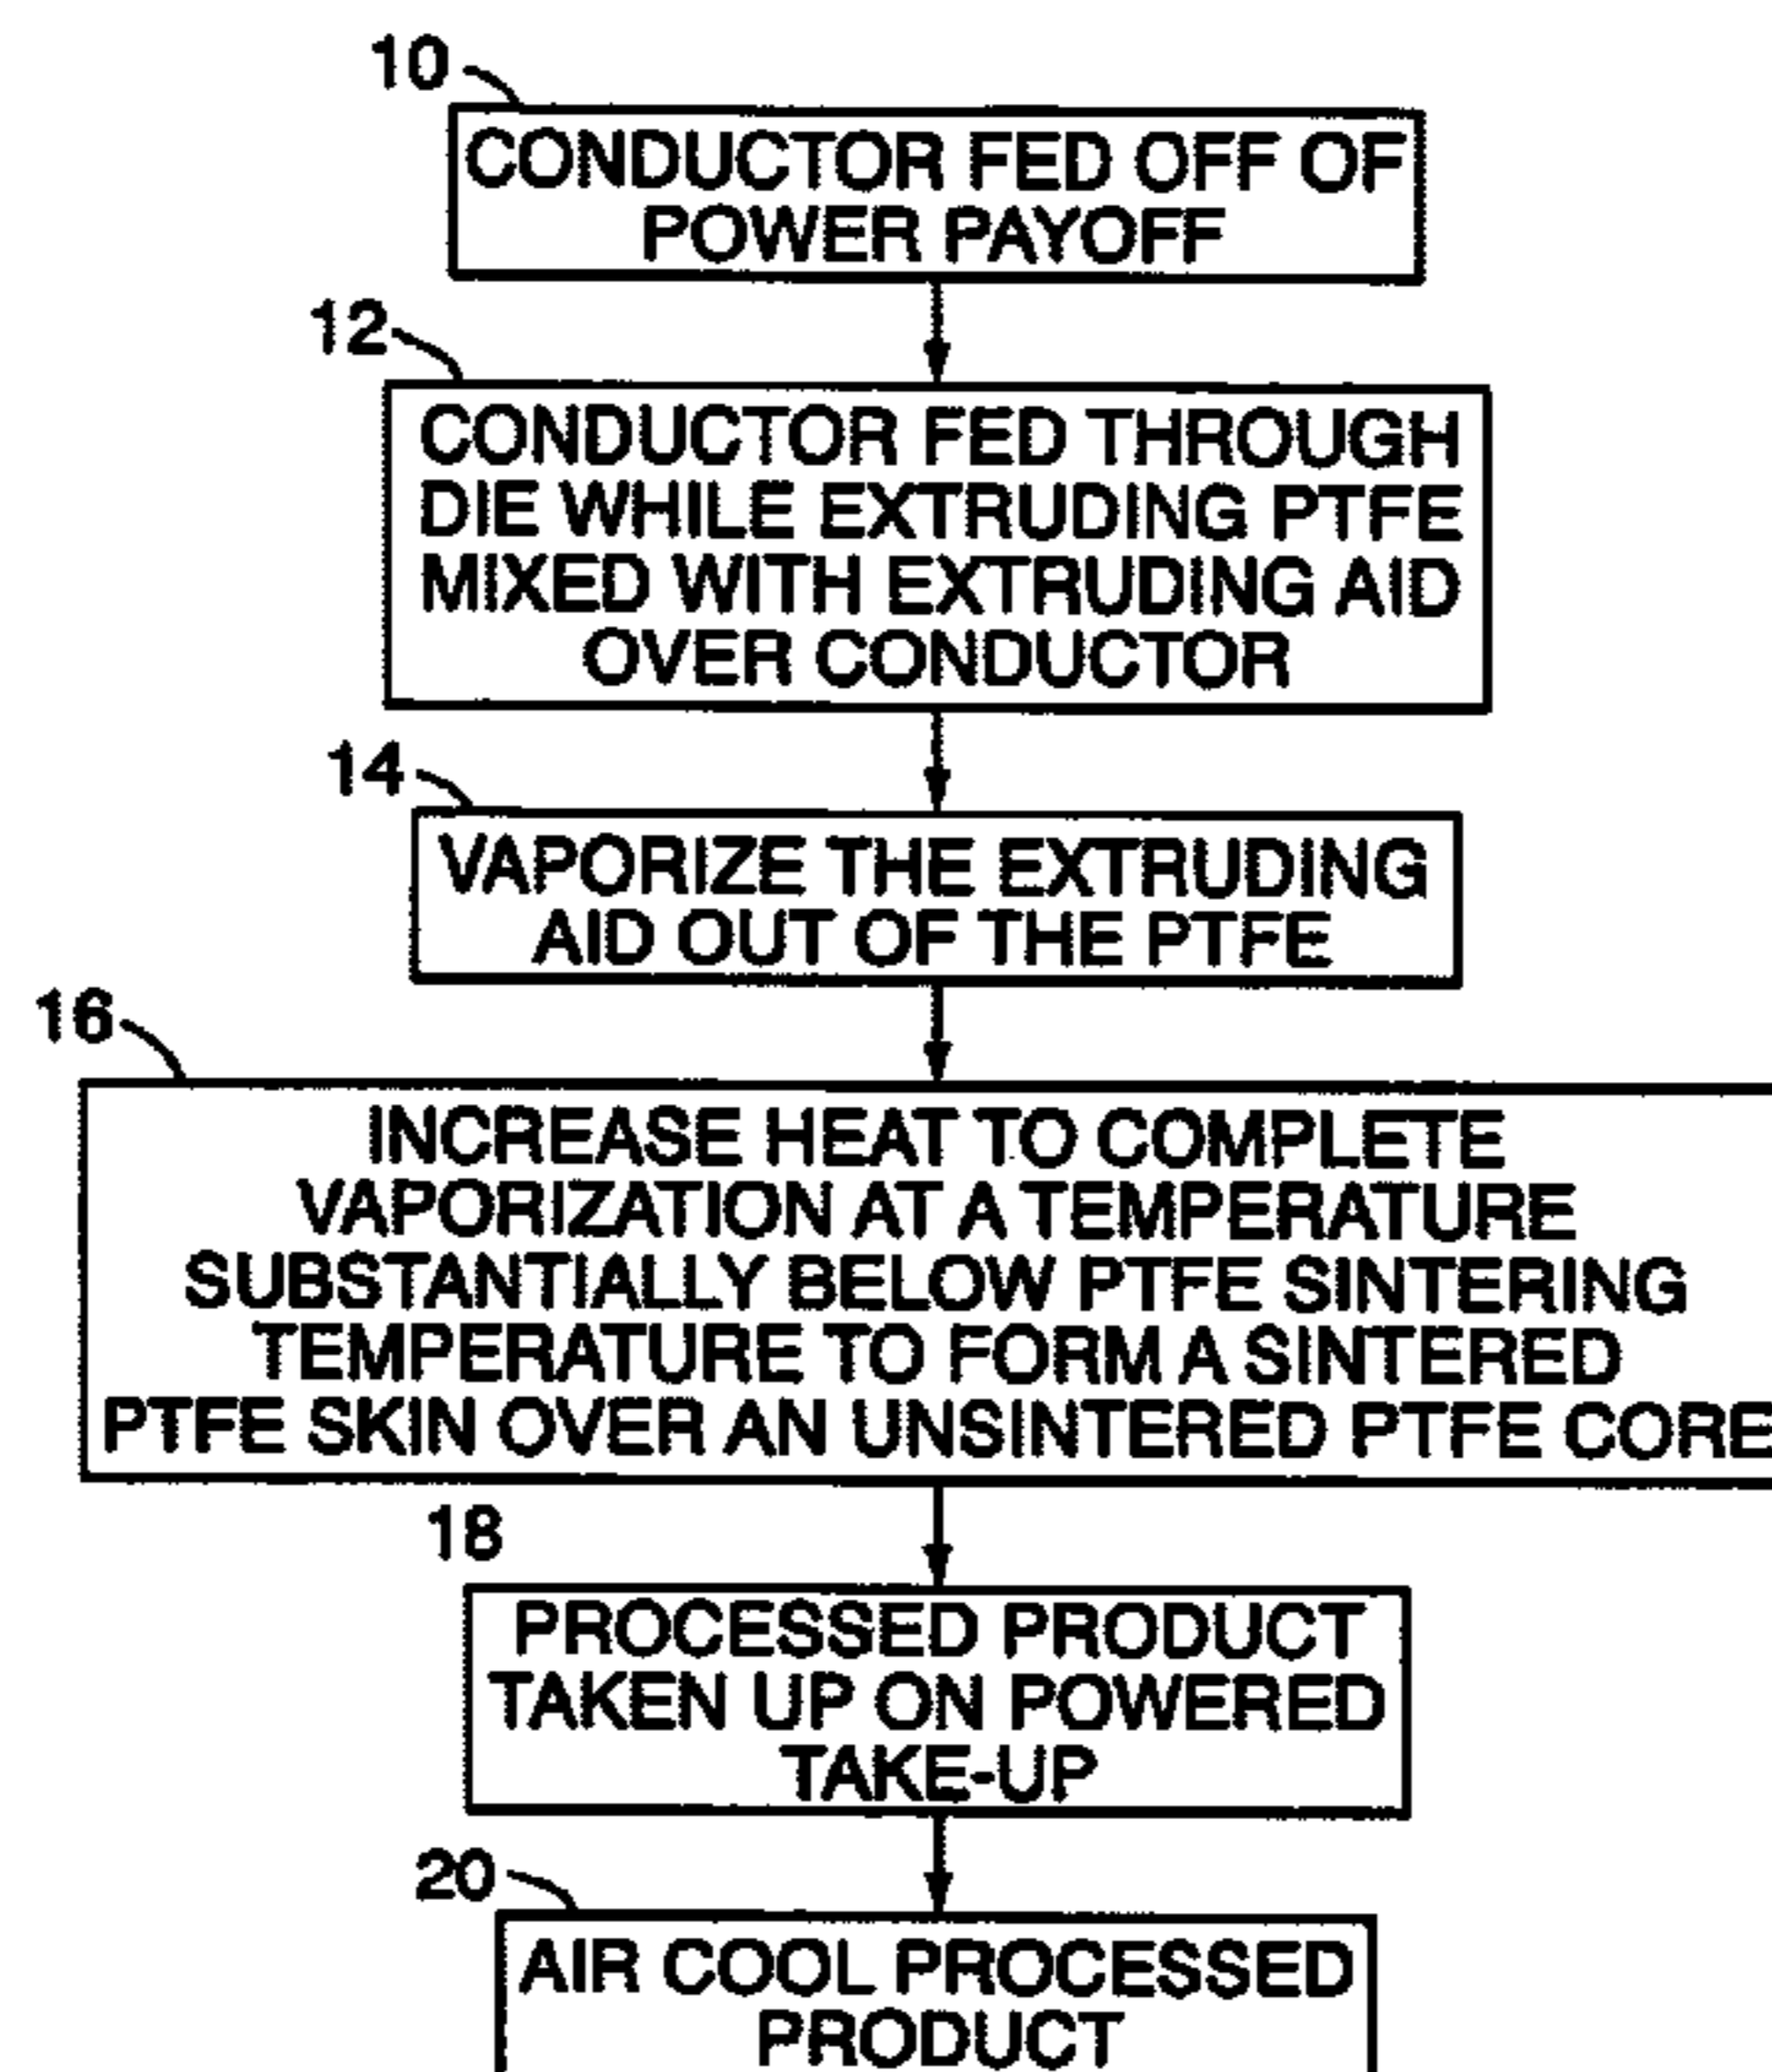 10
CONDUCTOR FED OFF OF
POWER PAYOFF
12
CONDUCTOR FED THROUGH
DIE WHILE EXTRUDING PTFE
MIXED WITH EXTRUDING AID
OVER CONDUCTOR
14
VAPORIZE THE EXTRUDING
AID OUT OF THE PTFE
16
INCREASE HEAT TO COMPLETE
VAPORIZATION AT A TEMPERATURE
SUBSTANTIALLY BELOW PTFE SINTERING
TEMPERATURE TO FORM A SINTERED
PTFE SKIN OVER AN UNSINTERED PTFE CORE
18
PROCESSED PRODUCT
TAKEN UP ON POWERED
TAKE-UP
20
AIR COOL PROCESSED
PRODUCT